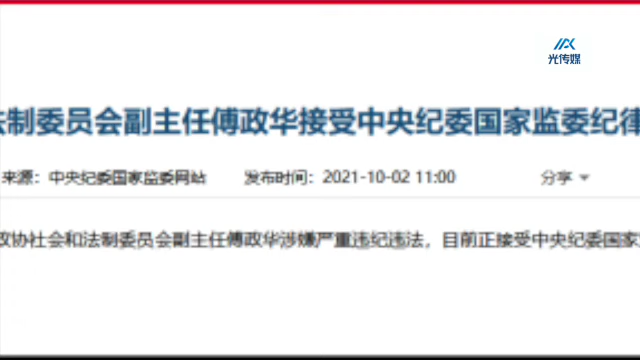 光传媒
法制委员会副主任傅政华接受中央纪委国家监委纪律
来源：中央纪委国家监委网站 发布时间：2021-10-02 11:00 分享
政协社会和法制委员会副主任傅政华涉嫌严重违纪违法，目前正接受中央纪委国家